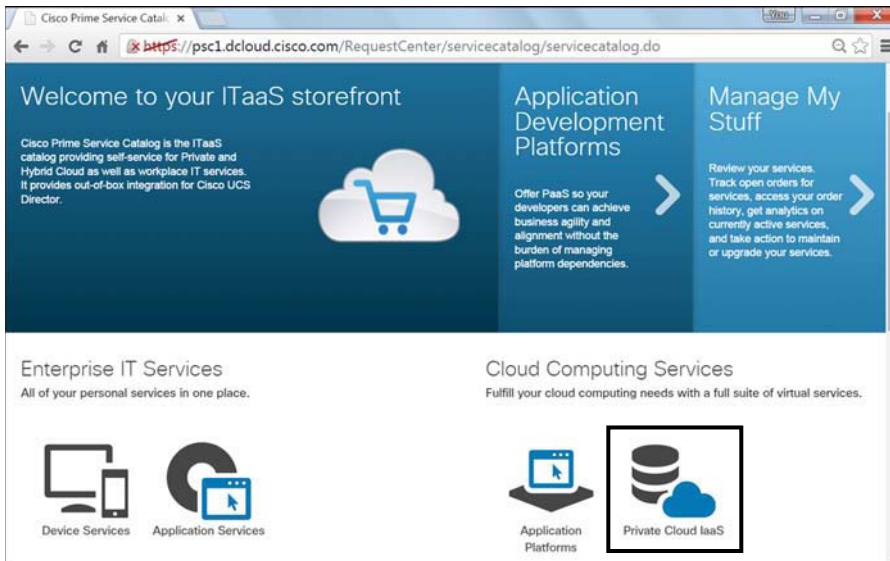 Cisco Prime Service Catalo
You
https://psc1.dcloud.cisco.com/RequestCenter/servicecatalog/servicecatalog.do
Welcome to your ITaaS storefront
Cisco Prime Service Catalog is the ITaaS
catalog providing self-service for Private and
Hybrid Cloud as well as workplace IT services.
It provides out-of-box integration for Cisco UCS
Director.
Application
Development
Platforms
Offer PaaS so your
developers can achieve
business agility and
alignment without the
burden of managing
platform dependencies.
Manage My
Stuff
Review your services.
Track open orders for
services, access your order
history, get analytics on
currently active services,
and take action to maintain
or upgrade your services.
Enterprise IT Services
All of your personal services in one place.
Device Services
Application Services
Cloud Computing Services
Fulfill your cloud computing needs with a full suite of virtual services.
Application
Platforms
Private Cloud IaaS